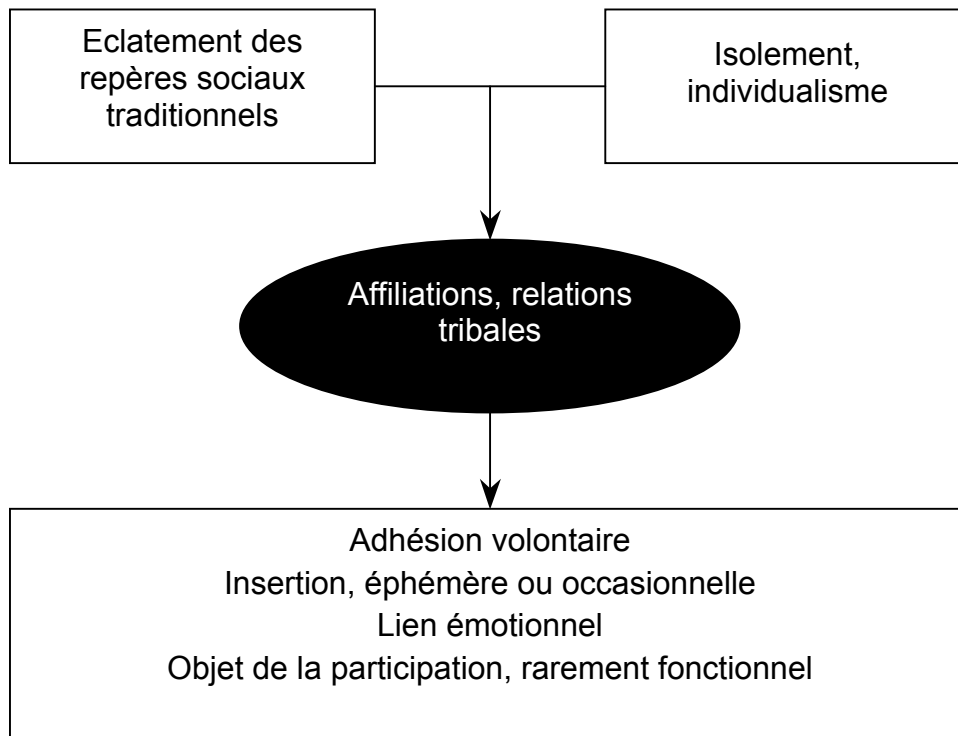 Eclatement des
repères sociaux
traditionnels
Isolement,
individualisme
Affiliations, relations
tribales
Adhésion volontaire
Insertion, éphémère ou occasionnelle
Lien émotionnel
Objet de la participation, rarement fonctionnel